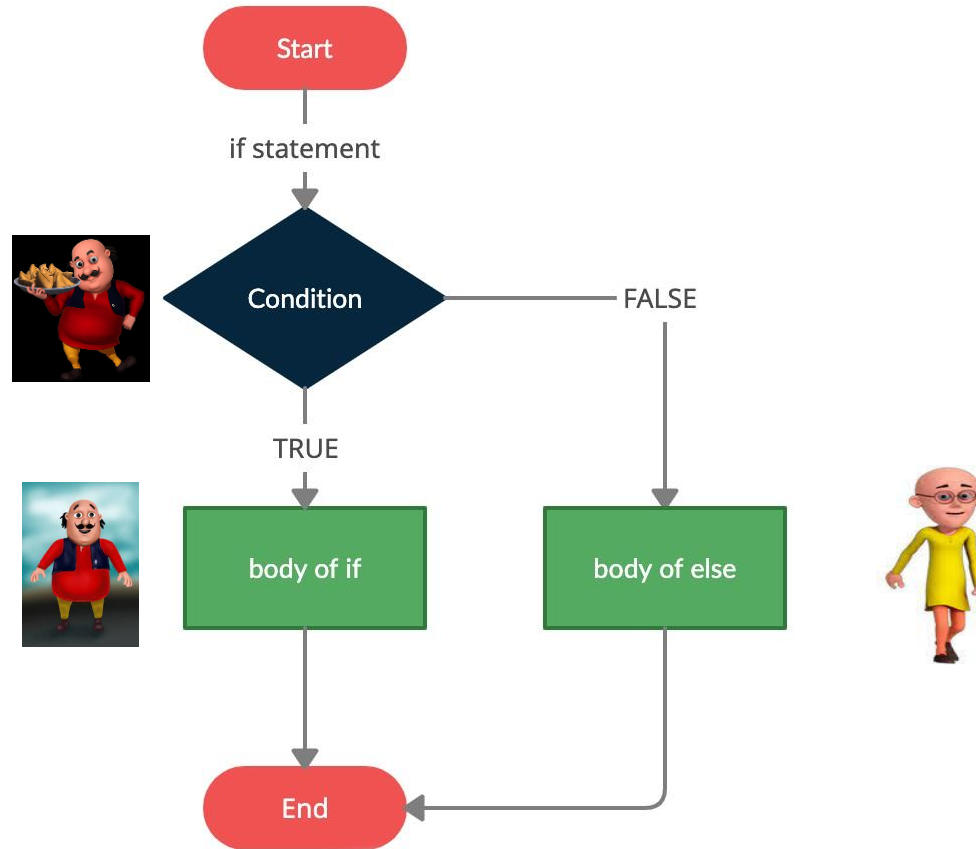 Start
if statement
Condition
FALSE
TRUE
body of if
body of else
End